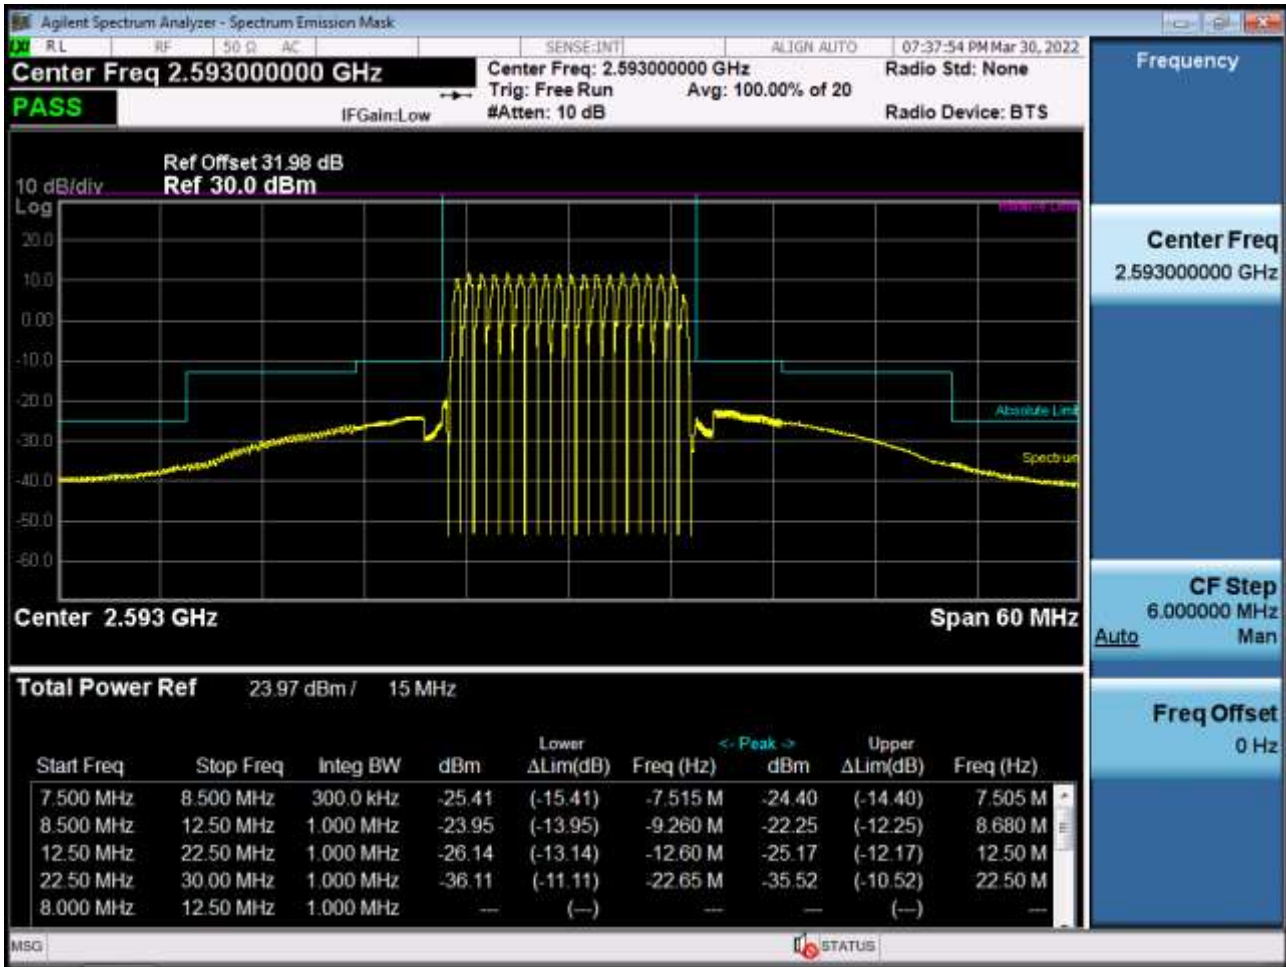 Agilent Spectrum Analyzer - Spectrum Emission Mask
RL RF 50 Ω AC SENSE:INT ALIGN AUTO 07:37:54 PM Mar 30, 2022
Center Freq 2.593000000 GHz
PASS
IFGain:Low
Center Freq: 2.593000000 GHz
Trig: Free Run Avg: 100.00% of 20
#Atten: 10 dB
Radio Std: None
Radio Device: BTS
Ref Offset 31.98 dB
10 dB/div Ref 30.0 dBm
Log
20.0
10.0
0.00
-10.0
-20.0
-30.0
-40.0
-50.0
-60.0
Absolute Limit
Spectrum
Center 2.593 GHz Span 60 MHz
Total Power Ref 23.97 dBm / 15 MHz
Lower <- Peak -> Upper
Start Freq Stop Freq Integ BW dBm ΔLim(dB) Freq (Hz) dBm ΔLim(dB) Freq (Hz)
7.500 MHz 8.500 MHz 300.0 kHz -25.41 (-15.41) -7.515 M -24.40 (-14.40) 7.505 M
8.500 MHz 12.50 MHz 1.000 MHz -23.95 (-13.95) -9.260 M -22.25 (-12.25) 8.680 M
12.50 MHz 22.50 MHz 1.000 MHz -26.14 (-13.14) -12.60 M -25.17 (-12.17) 12.50 M
22.50 MHz 30.00 MHz 1.000 MHz -36.11 (-11.11) -22.65 M -35.52 (-10.52) 22.50 M
8.000 MHz 12.50 MHz 1.000 MHz --- (---) --- --- (---) ---
MSG STATUS
Frequency
Center Freq
2.593000000 GHz
CF Step
6.000000 MHz
Auto Man
Freq Offset
0 Hz